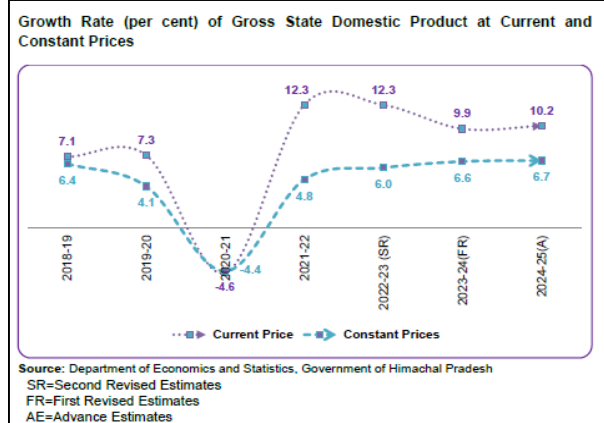 Growth Rate (per cent) of Gross State Domestic Product at Current and
Constant Prices
12.3
12.3
10.2
9.9
7.1
7.3
6.4
4.1
4.8
6.0
6.6
6.7
-4.4
-4.6
2018-19
2019-20
2020-21
2021-22
2022-23 (SR)
2023-24(FR)
2024-25(A)
Current Price
Constant Prices
Source: Department of Economics and Statistics, Government of Himachal Pradesh
SR=Second Revised Estimates
FR=First Revised Estimates
AE=Advance Estimates